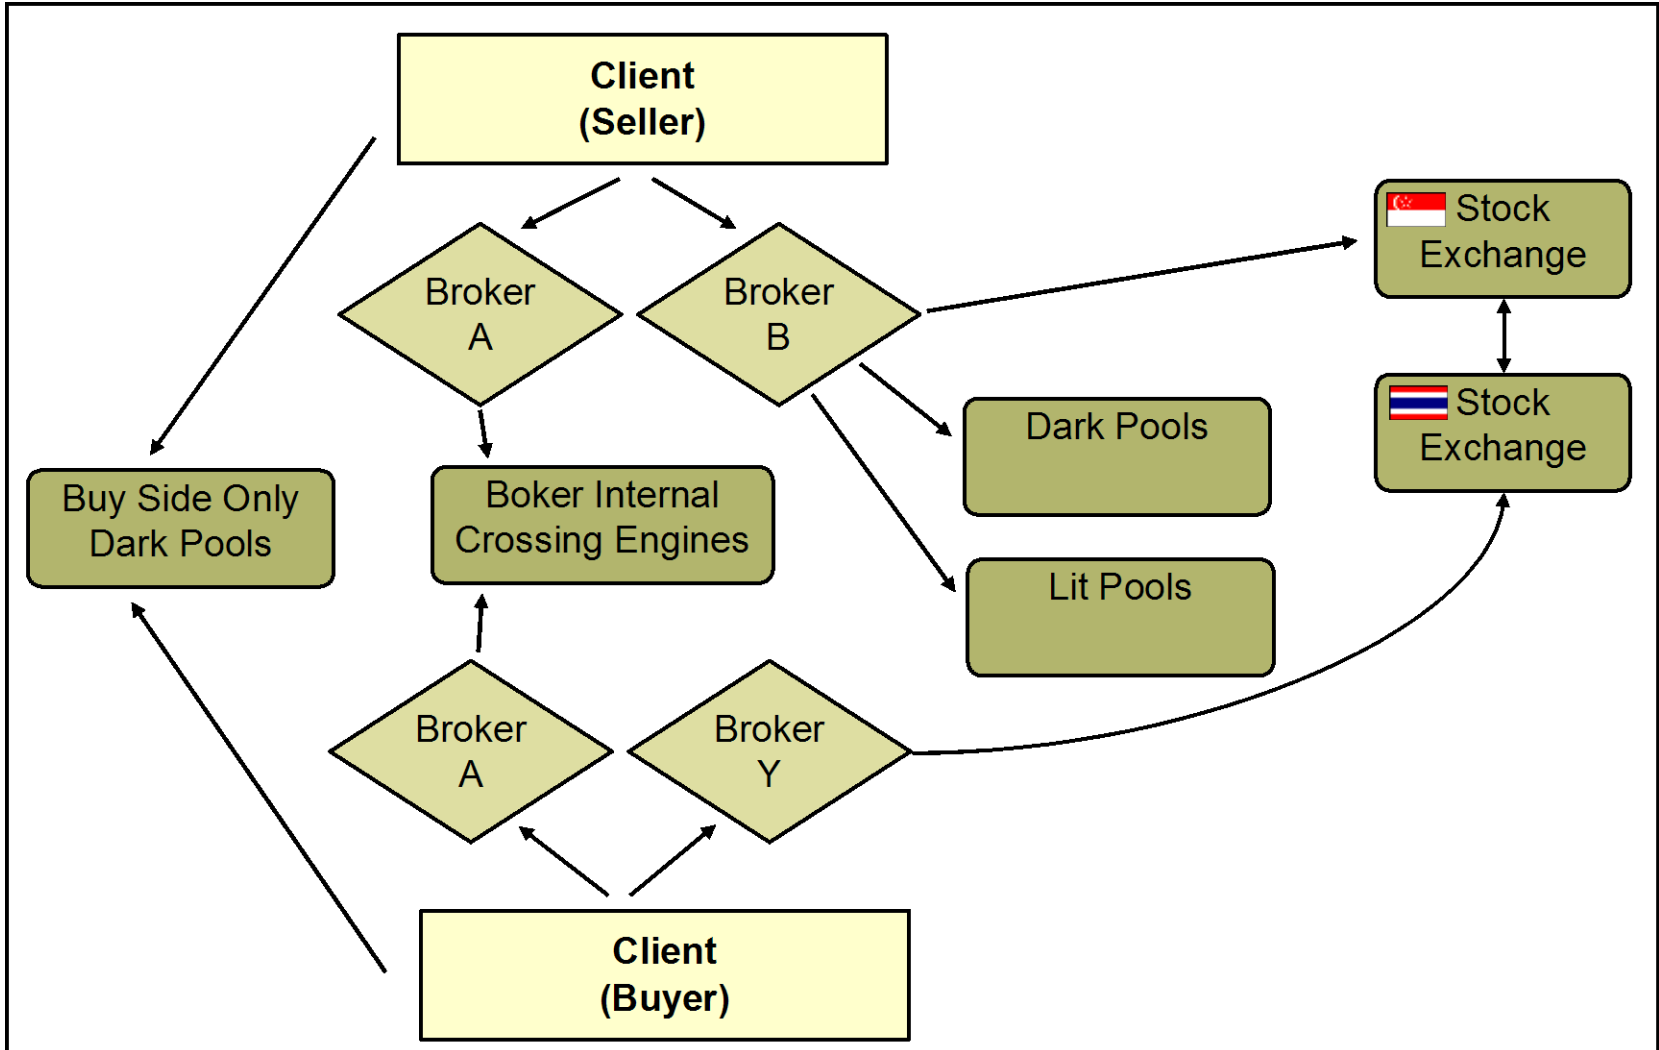 Client
(Seller)
Broker
A
Broker
B
Stock
Exchange
Stock
Exchange
Dark Pools
Buy Side Only
Dark Pools
Boker Internal
Crossing Engines
Lit Pools
Broker
A
Broker
Y
Client
(Buyer)